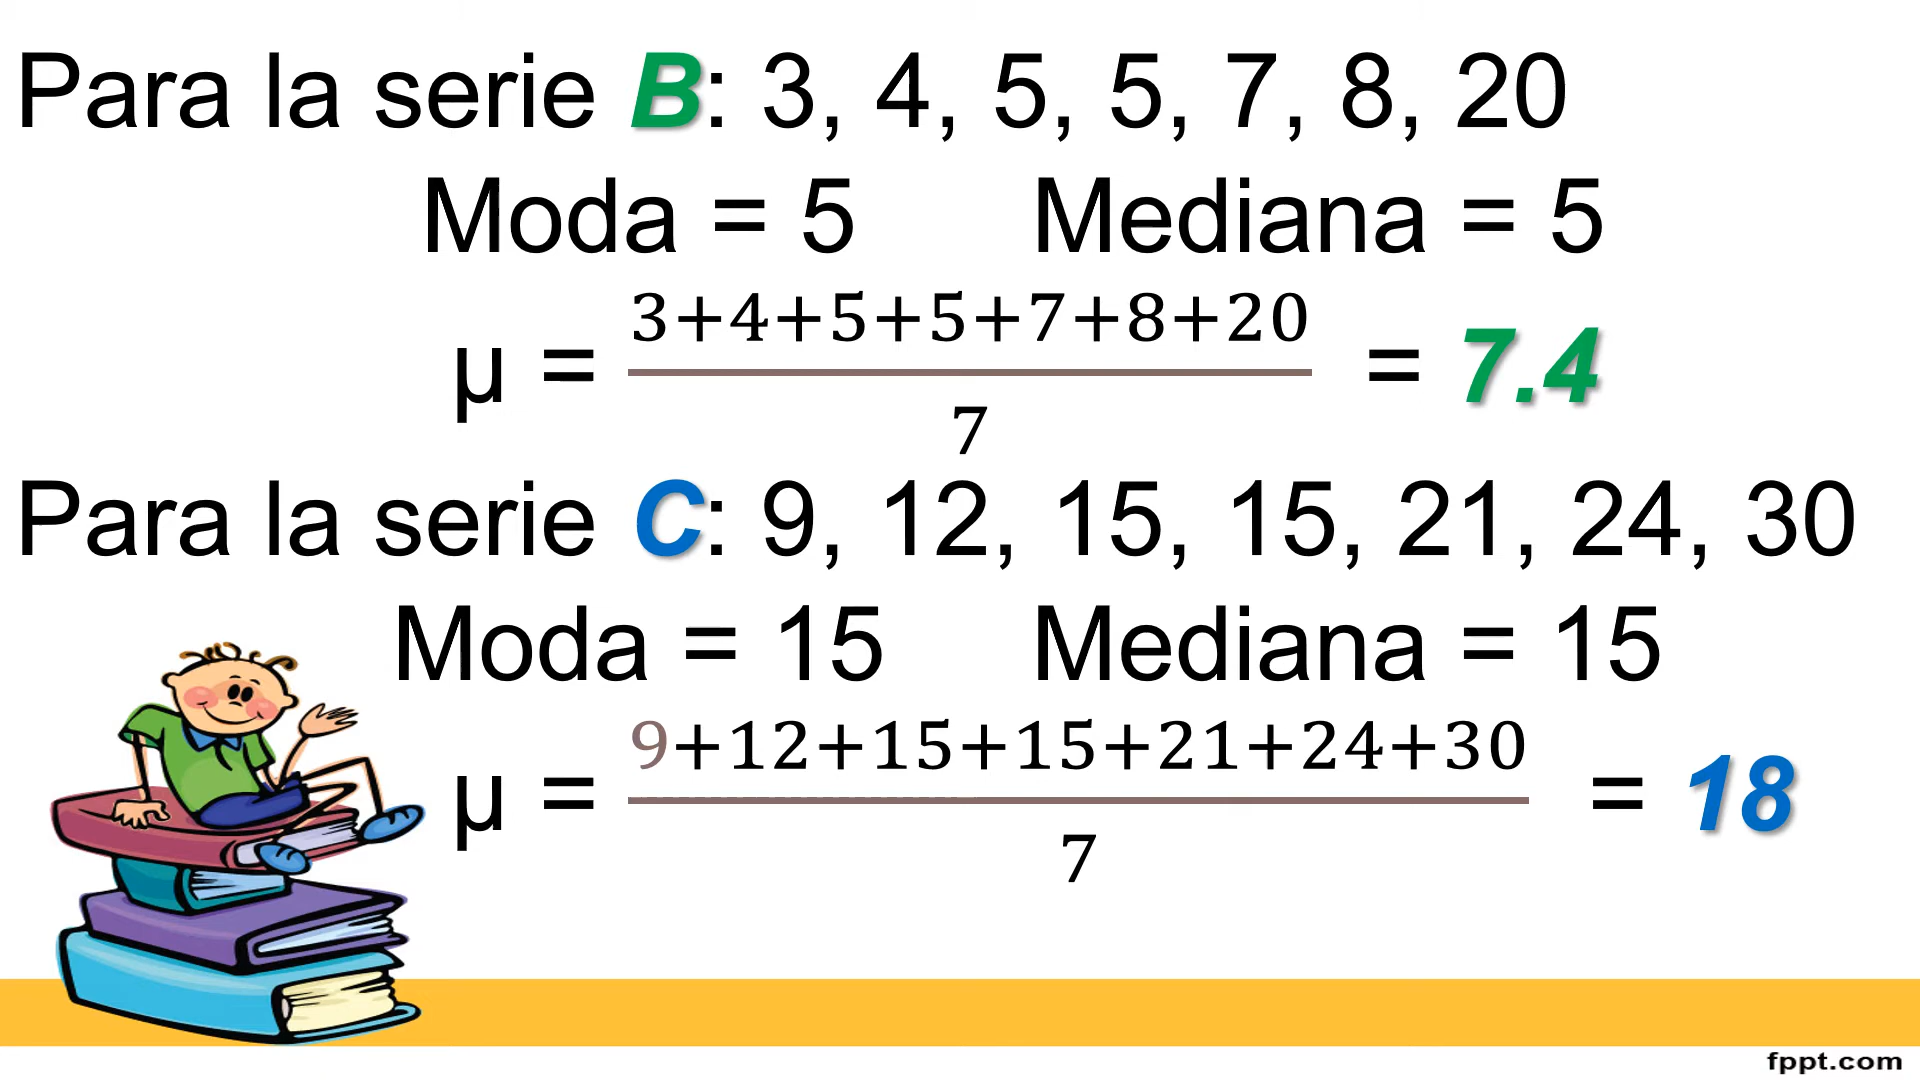 Para la serie B: 3, 4, 5, 5, 7, 8, 20
Moda = 5 Mediana = 5
3+4+5+5+7+8+20
μ = = 7.4
7
Para la serie C: 9, 12, 15, 15, 21, 24, 30
Moda = 15 Mediana = 15
9+12+15+15+21+24+30
μ = = 18
7
fppt.com